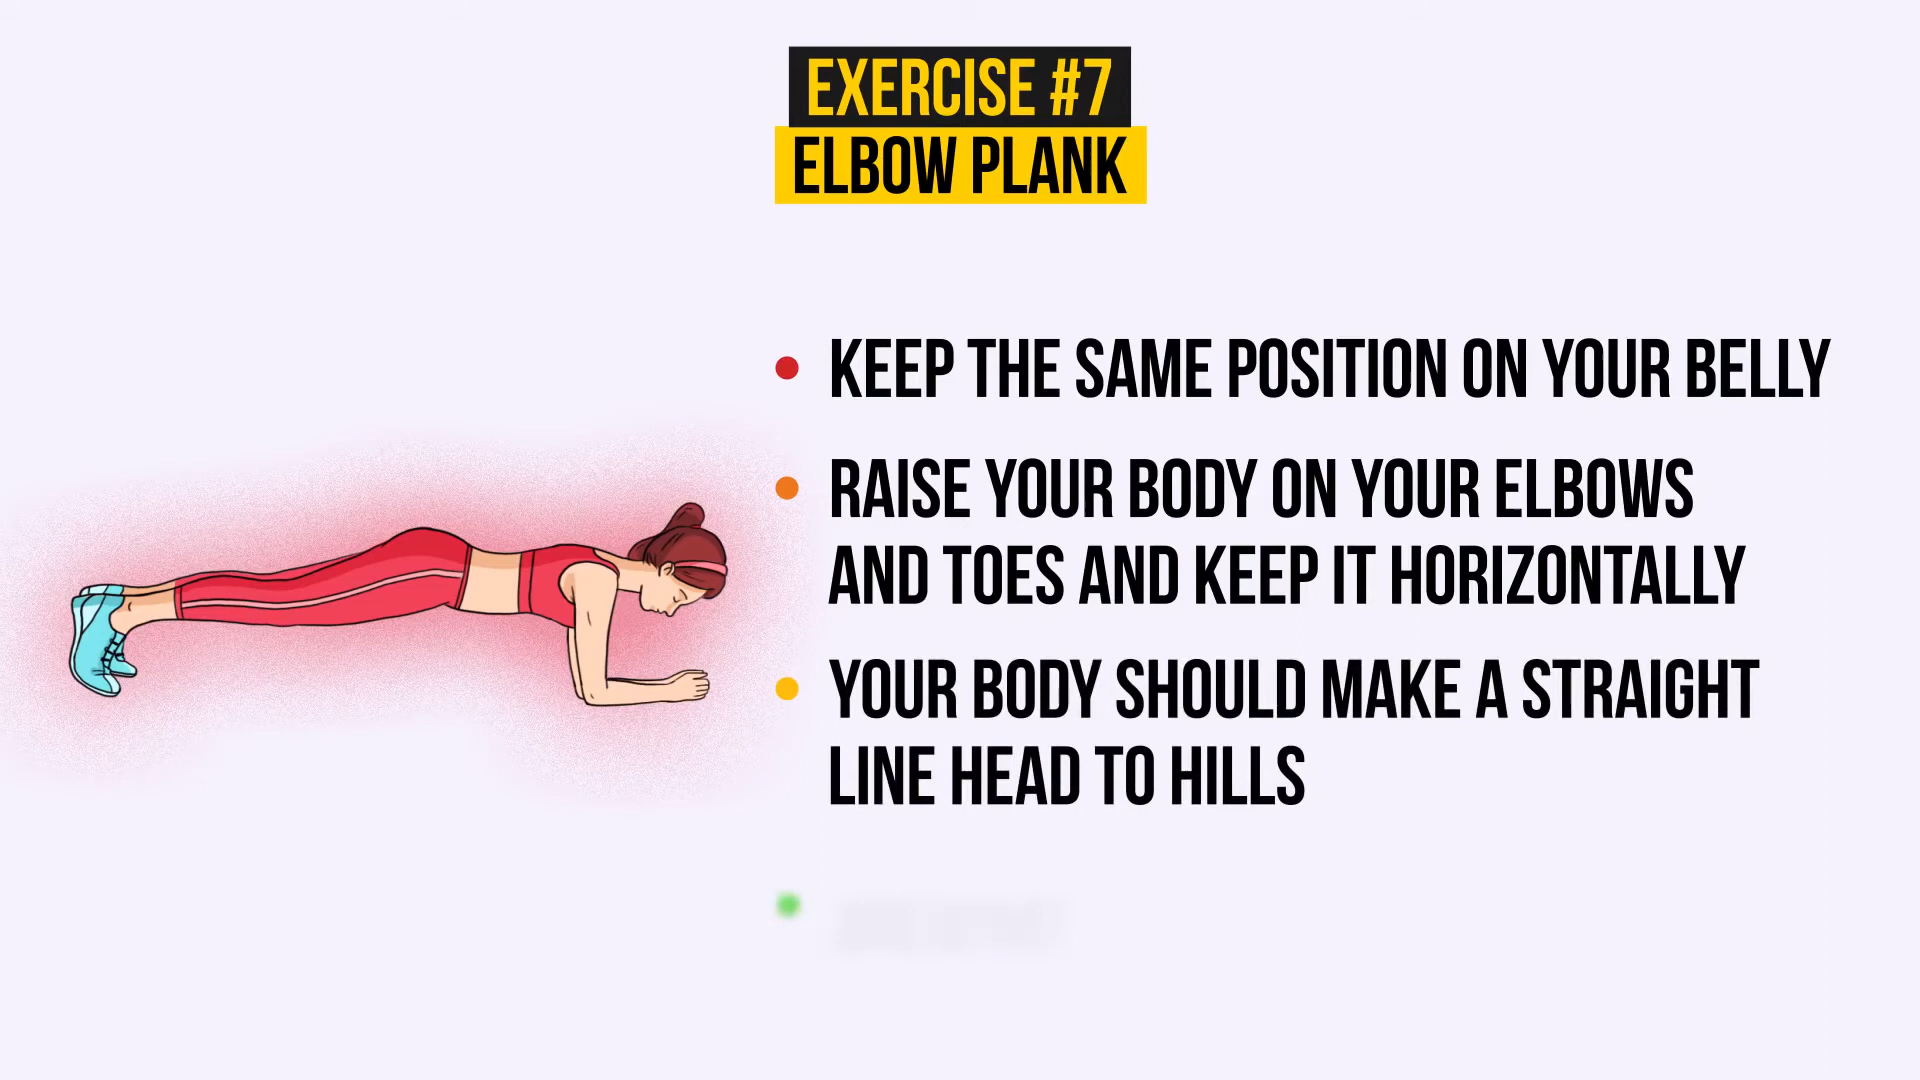 EXERCISE #7
ELBOW PLANK
KEEP THE SAME POSITION ON YOUR BELLY
RAISE YOUR BODY ON YOUR ELBOWS
AND TOES AND KEEP IT HORIZONTALLY
YOUR BODY SHOULD MAKE A STRAIGHT
LINE HEAD TO HILLS